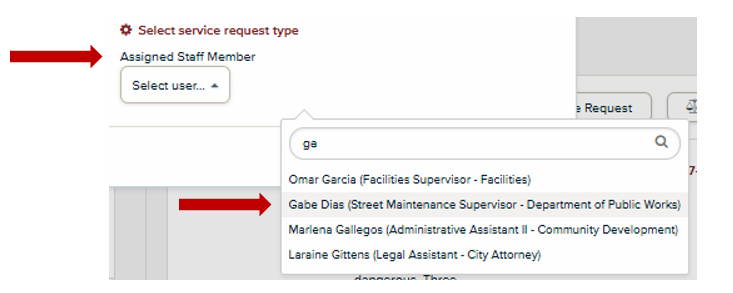 Select service request type
Assigned Staff Member
Select user...
Request
ga
Omar Garcia (Facilities Supervisor - Facilities)
7-
Gabe Dias (Street Maintenance Supervisor - Department of Public Works)
Marlena Gallegos (Administrative Assistant II - Community Development)
Laraine Gittens (Legal Assistant - City Attorney)
dangerous. Three